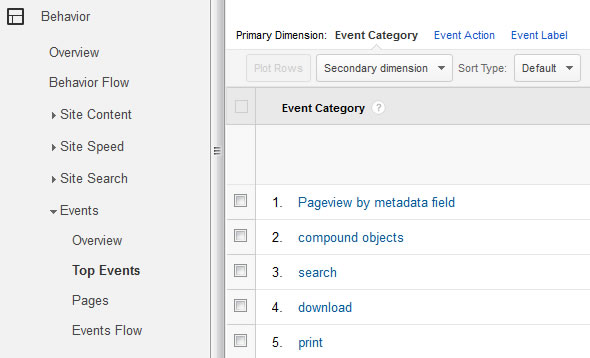 Behavior
Overview
Behavior Flow
Site Content
Site Speed
Site Search
Events
Overview
Top Events
Pages
Events Flow
Primary Dimension: Event Category Event Action Event Label
Plot Rows Secondary dimension Sort Type: Default
Event Category ?
1. Pageview by metadata field
2. compound objects
3. search
4. download
5. print